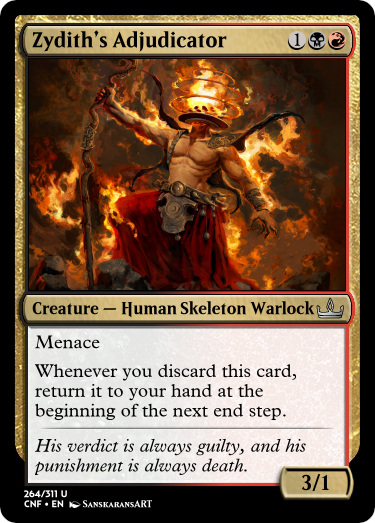 Zydith's Adjudicator 1
Creature — Human Skeleton Warlock
Menace
Whenever you discard this card,
return it to your hand at the
beginning of the next end step.
His verdict is always guilty, and his
punishment is always death.
3/1
264/311 U
CNF • EN SanskaransART